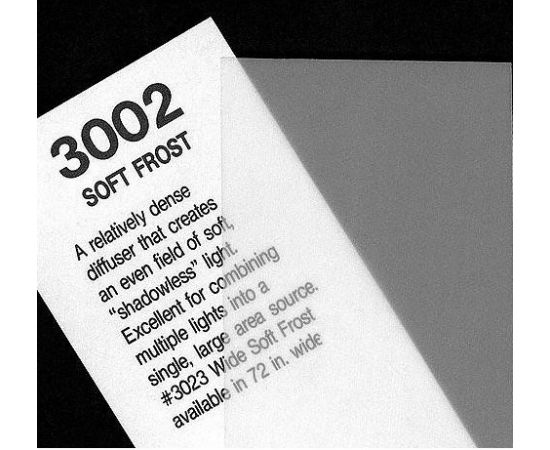 3002
SOFT FROST
A relatively dense
diffuser that creates
an even field of soft,
"shadowless" light.
Excellent for combining
multiple lights into a
single, large area source.
#3023 Wide Soft Frost
available in 72 in. wide